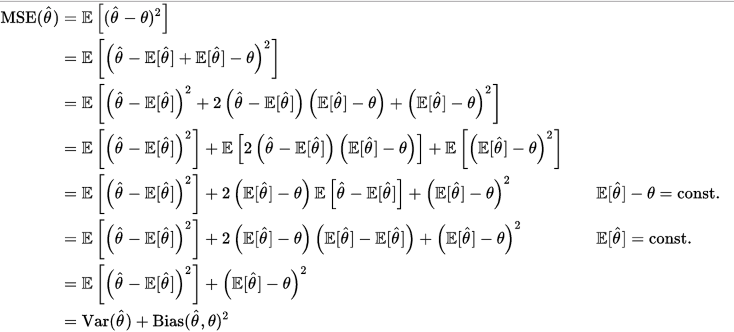 MSE(θ̂) = 𝔼[(θ̂ − θ)²]
= 𝔼[(θ̂ − 𝔼[θ̂] + 𝔼[θ̂] − θ)²]
= 𝔼[(θ̂ − 𝔼[θ̂])² + 2(θ̂ − 𝔼[θ̂])(𝔼[θ̂] − θ) + (𝔼[θ̂] − θ)²]
= 𝔼[(θ̂ − 𝔼[θ̂])²] + 𝔼[2(θ̂ − 𝔼[θ̂])(𝔼[θ̂] − θ)] + 𝔼[(𝔼[θ̂] − θ)²]
= 𝔼[(θ̂ − 𝔼[θ̂])²] + 2(𝔼[θ̂] − θ)𝔼[θ̂ − 𝔼[θ̂]] + (𝔼[θ̂] − θ)² 𝔼[θ̂] − θ = const.
= 𝔼[(θ̂ − 𝔼[θ̂])²] + 2(𝔼[θ̂] − θ)(𝔼[θ̂] − 𝔼[θ̂]) + (𝔼[θ̂] − θ)² 𝔼[θ̂] = const.
= 𝔼[(θ̂ − 𝔼[θ̂])²] + (𝔼[θ̂] − θ)²
= Var(θ̂) + Bias(θ̂, θ)²